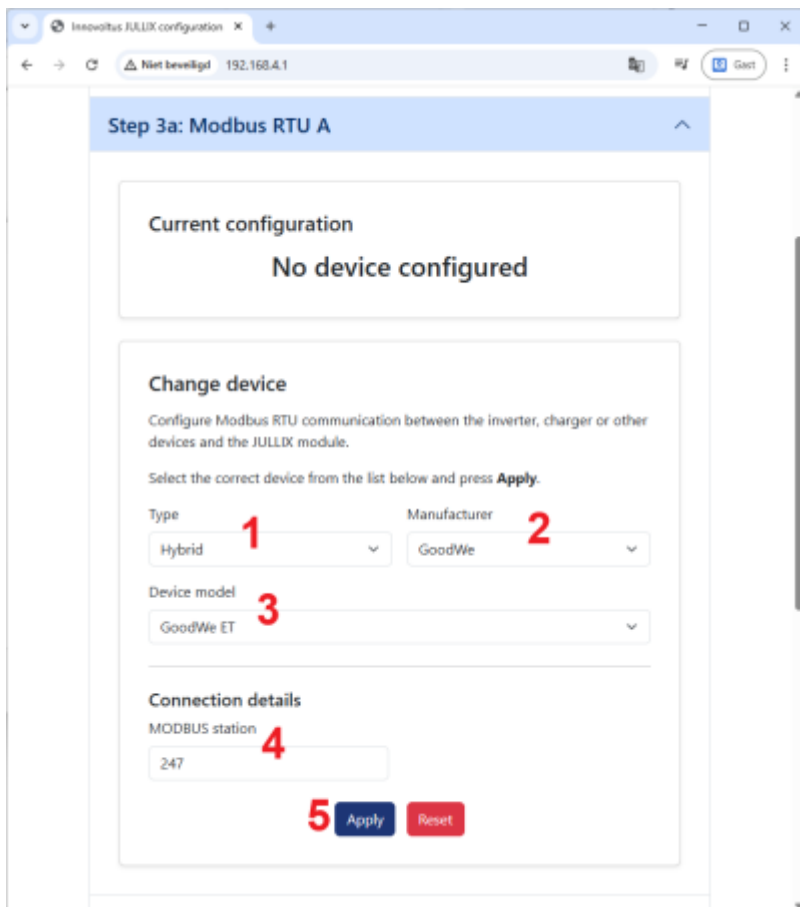 Innovoltus JULLIX configuration
Niet beveiligd 192.168.4.1 Gast
Step 3a: Modbus RTU A
Current configuration
No device configured
Change device
Configure Modbus RTU communication between the inverter, charger or other
devices and the JULLIX module.
Select the correct device from the list below and press Apply.
Type 1 Manufacturer 2
Hybrid GoodWe
Device model 3
GoodWe ET
Connection details
MODBUS station 4
247
5 Apply Reset